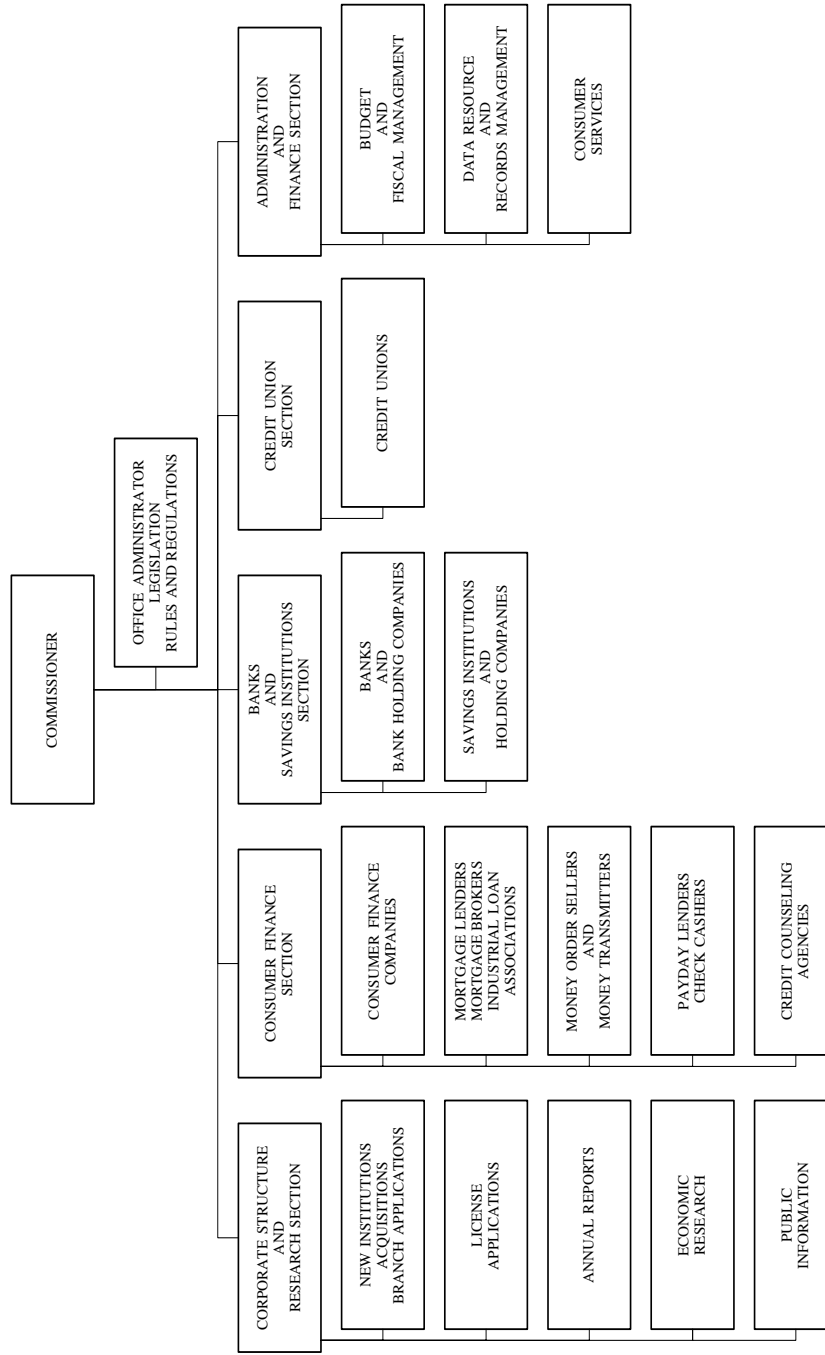 COMMISSIONER
OFFICE ADMINISTRATOR
LEGISLATION
RULES AND REGULATIONS
CORPORATE STRUCTURE
AND
RESEARCH SECTION
NEW INSTITUTIONS
ACQUISITIONS
BRANCH APPLICATIONS
LICENSE
APPLICATIONS
ANNUAL REPORTS
ECONOMIC
RESEARCH
PUBLIC
INFORMATION
CONSUMER FINANCE
SECTION
CONSUMER FINANCE
COMPANIES
MORTGAGE LENDERS
MORTGAGE BROKERS
INDUSTRIAL LOAN
ASSOCIATIONS
MONEY ORDER SELLERS
AND
MONEY TRANSMITTERS
PAYDAY LENDERS
CHECK CASHERS
CREDIT COUNSELING
AGENCIES
BANKS
AND
SAVINGS INSTITUTIONS
SECTION
BANKS
AND
BANK HOLDING COMPANIES
SAVINGS INSTITUTIONS
AND
HOLDING COMPANIES
CREDIT UNION
SECTION
CREDIT UNIONS
ADMINISTRATION
AND
FINANCE SECTION
BUDGET
AND
FISCAL MANAGEMENT
DATA RESOURCE
AND
RECORDS MANAGEMENT
CONSUMER
SERVICES